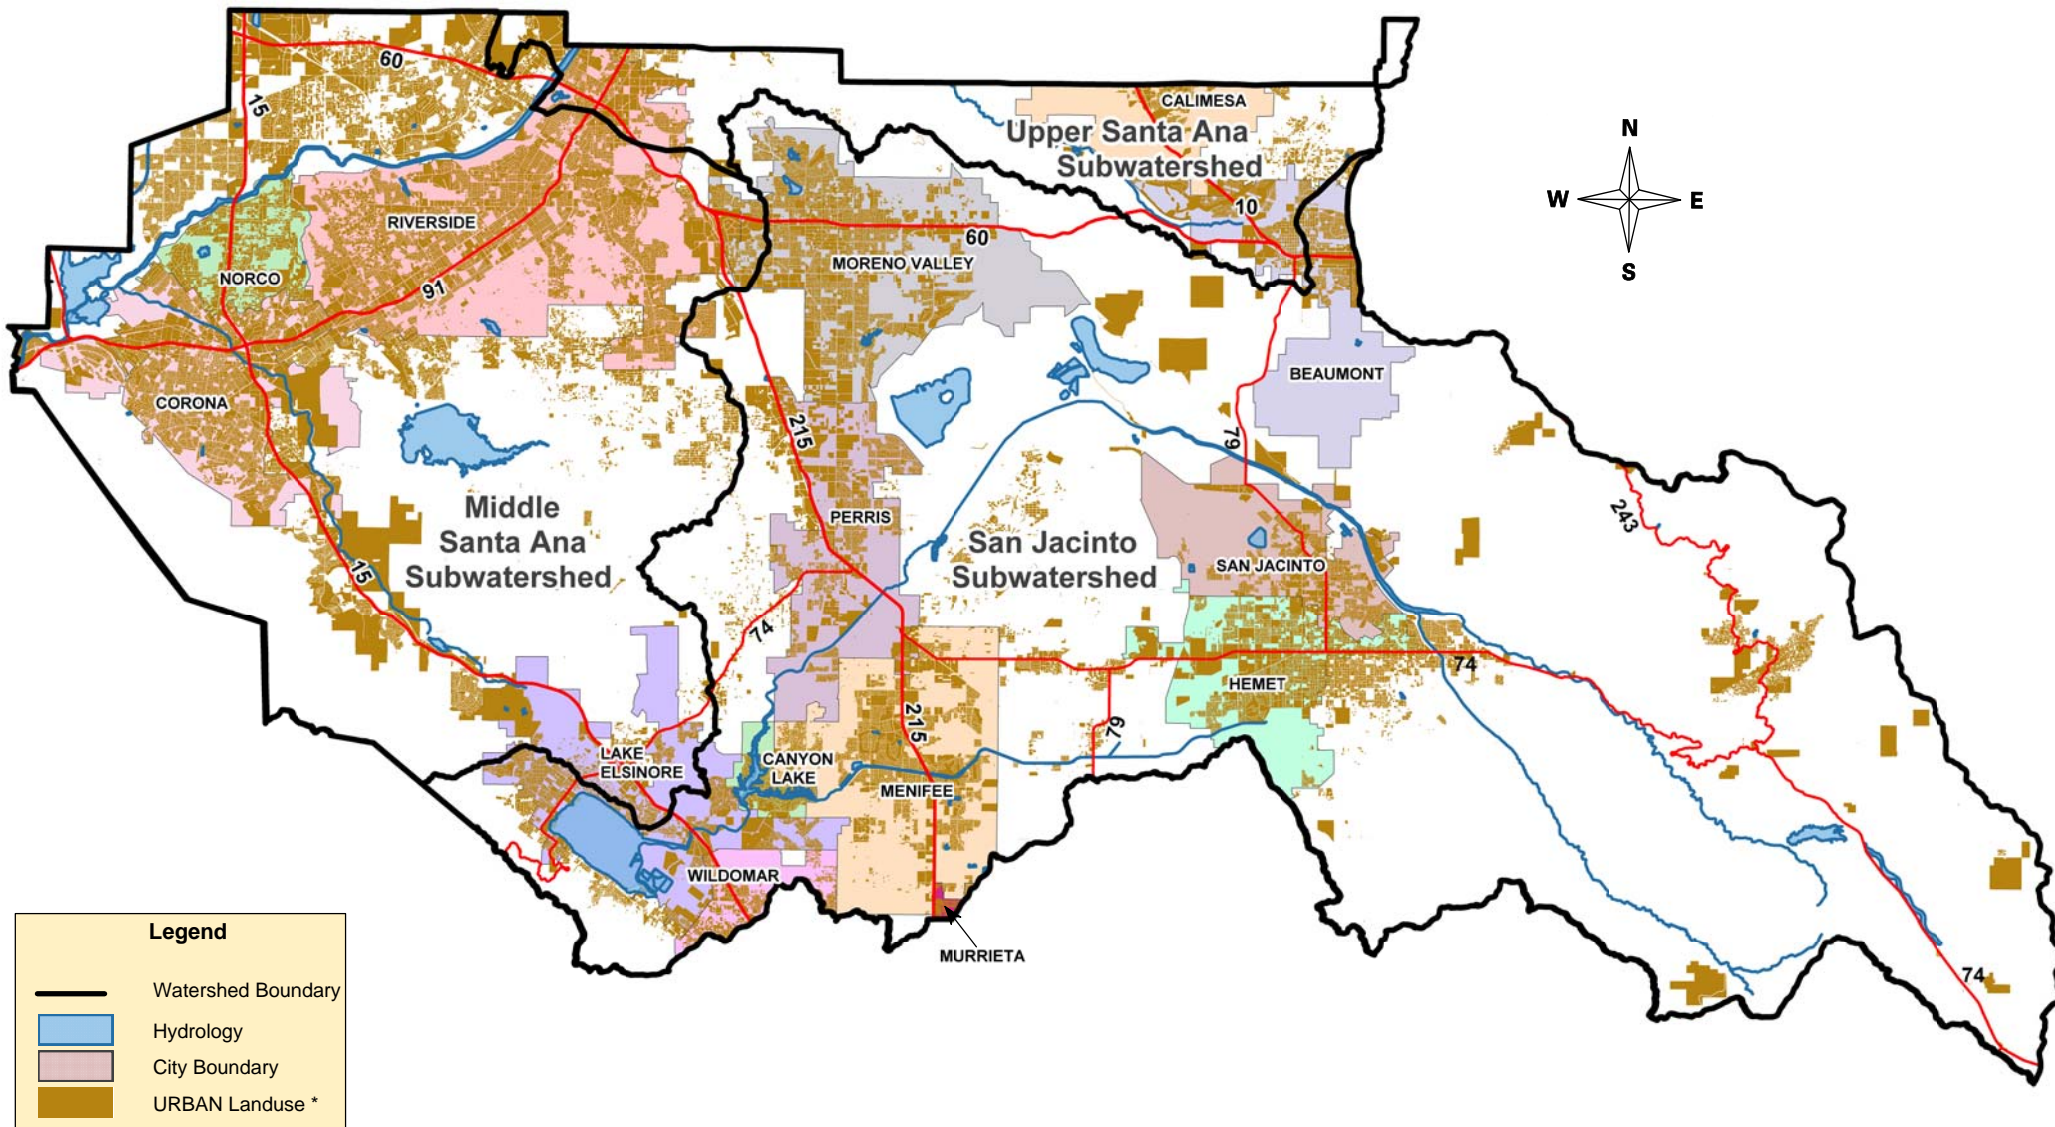 60
15
CALIMESA
Upper Santa Ana
Subwatershed
N
W
E
S
10
RIVERSIDE
60
MORENO VALLEY
NORCO
91
BEAUMONT
CORONA
215
79
Middle
Santa Ana
Subwatershed
PERRIS
243
San Jacinto
Subwatershed
15
SAN JACINTO
74
74
HEMET
215
79
LAKE
ELSINORE
CANYON
LAKE
MENIFEE
WILDOMAR
MURRIETA
74
Legend
Watershed Boundary
Hydrology
City Boundary
URBAN Landuse *